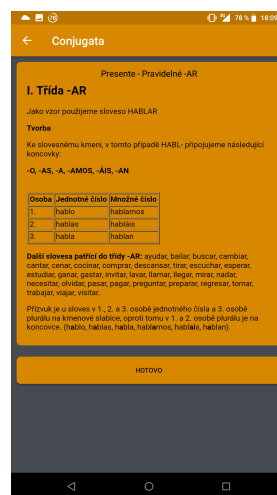 78 % 18:09
Conjugata
Presente - Pravidelné -AR
I. Třída -AR
Jako vzor použijeme sloveso HABLAR
Tvorba
Ke slovesnému kmeni, v tomto případě HABL- připojujeme následující
koncovky:
-O, -AS, -A, -AMOS, -ÁIS, -AN
Osoba Jednotné číslo Množné číslo
1. hablo hablamos
2. hablas habláis
3. habla hablan
Další slovesa patřící do třídy -AR: ayudar, bailar, buscar, cambiar,
cantar, cenar, cocinar, comprar, descansar, tirar, escuchar, esperar,
estudiar, ganar, gastar, invitar, lavar, llamar, llegar, mirar, nadar,
necesitar, olvidar, pasar, pagar, preguntar, preparar, regresar, tomar,
trabajar, viajar, visitar.
Přízvuk je u sloves v 1., 2. a 3. osobě jednotného čísla a 3. osobě
plurálu na kmenové slabice, oproti tomu v 1. a 2. osobě plurálu je na
koncovce. (hablo, hablas, habla, hablamos, hablais, hablan).
HOTOVO